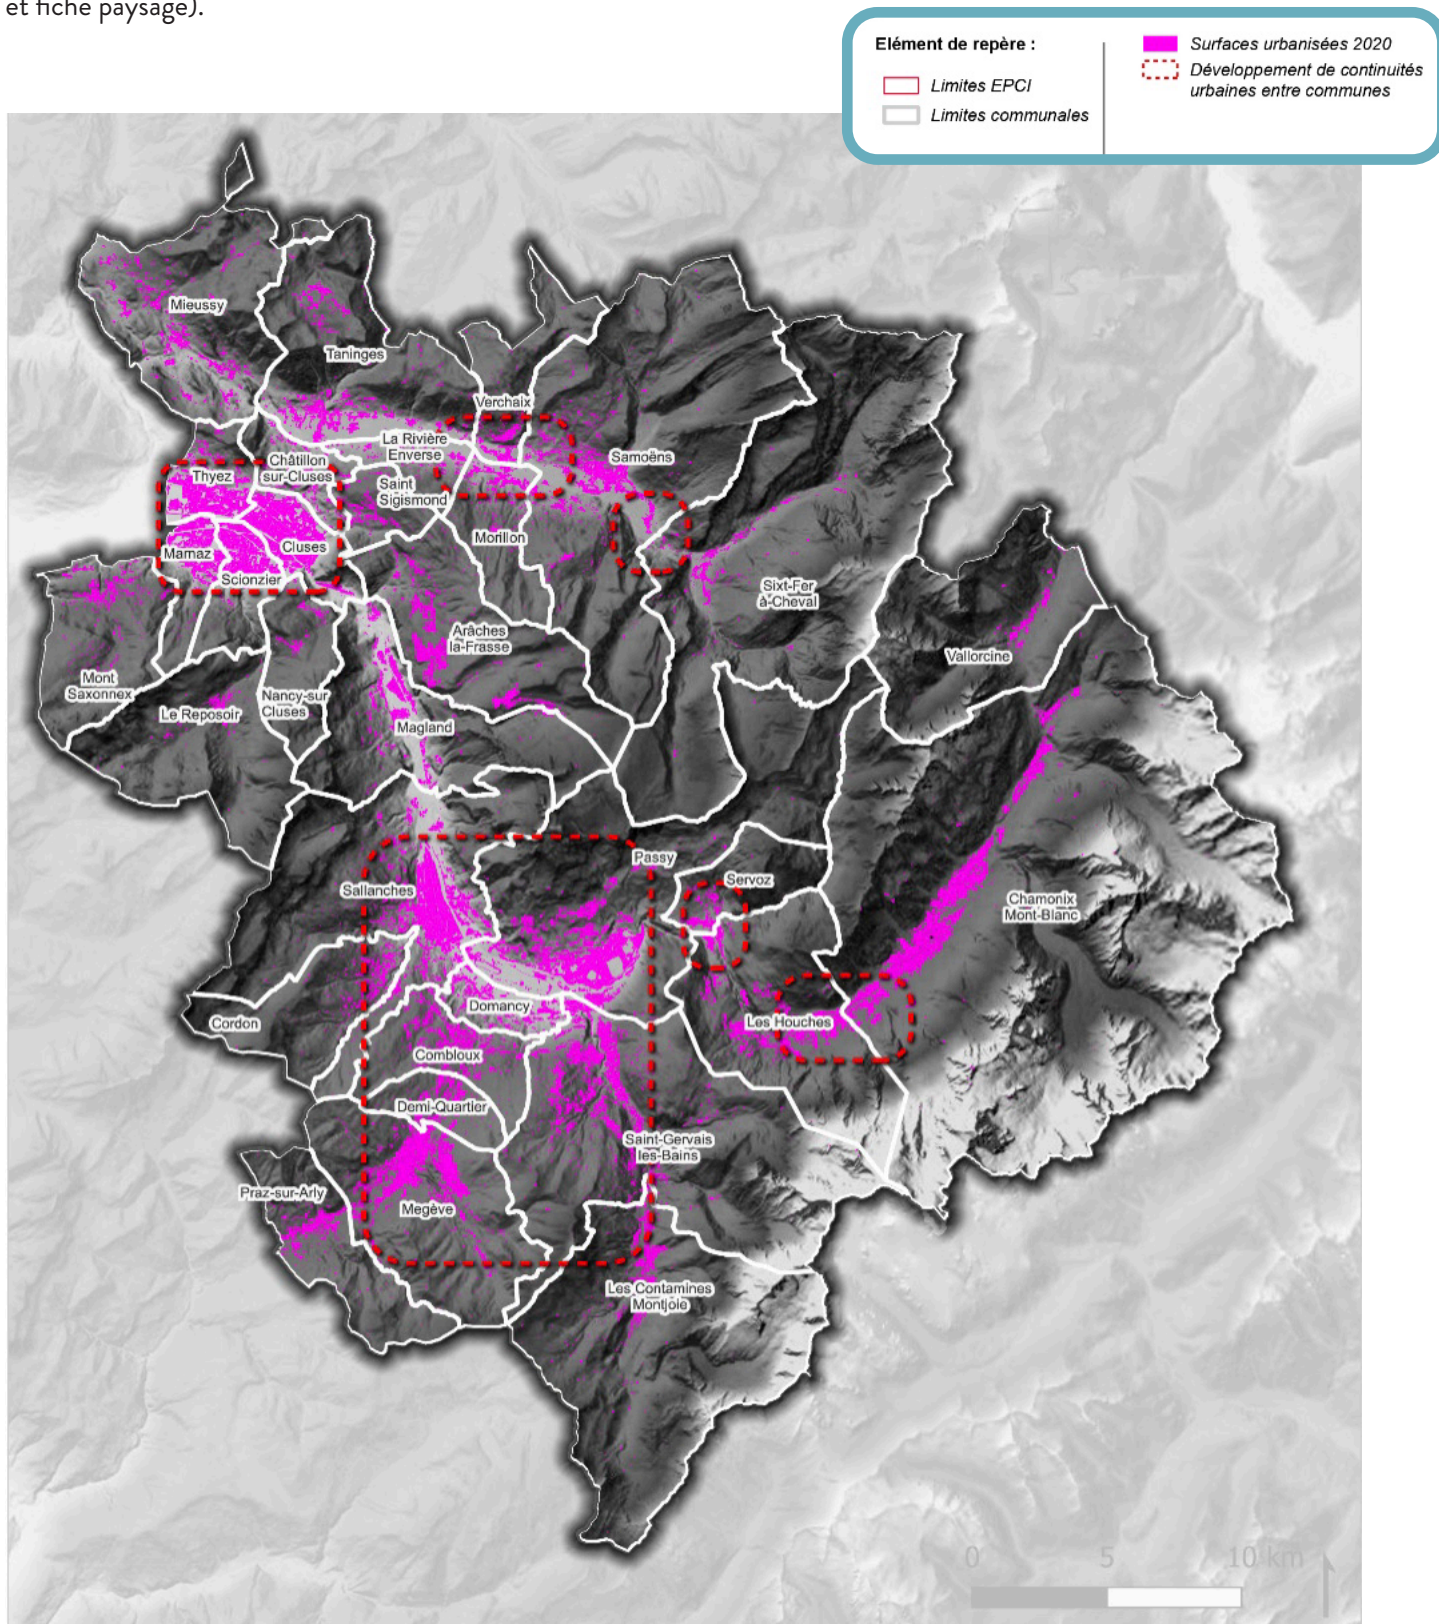 et fiche paysage).
Elément de repère :
Limites EPCI
Limites communales
Surfaces urbanisées 2020
Développement de continuités
urbaines entre communes
Mieussy
Taninges
Verchaix
La Rivière
Enverse
Samoëns
Châtillon
sur-Cluses
Thyez
Saint
Sigismond
Morillon
Marnaz
Cluses
Scionzier
Sixt-Fer
à-Cheval
Arâches
la-Frasse
Vallorcine
Mont
Saxonnex
Le Reposoir
Nancy-sur
Cluses
Magland
Passy
Servoz
Sallanches
Chamonix
Mont-Blanc
Domancy
Les Houches
Cordon
Combloux
Demi-Quartier
Saint-Gervais
les-Bains
Praz-sur-Arly
Megève
Les Contamines
Montjoie
0 5 10 km